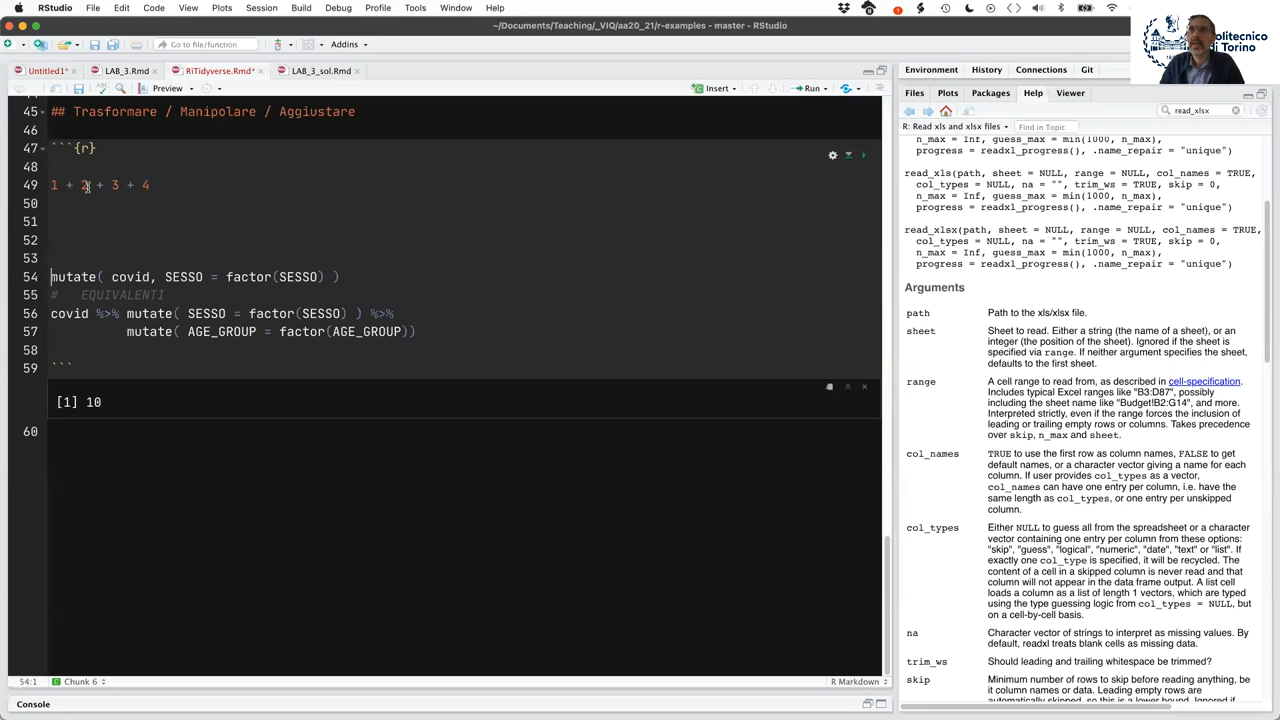 RStudio File Edit Code View Plots Session Build Debug Profile Tools Window Help
~/Documents/Teaching/_VIQ/aa20_21/r-examples - master - RStudio
Go to file/function Addins
Politecnico
di Torino
Untitled1* LAB_3.Rmd RiTidyverse.Rmd* LAB_3_sol.Rmd
Preview Insert Run
45 ## Trasformare / Manipolare / Aggiustare
46
47 ```{r}
48
49 1 + 2 + 3 + 4
50
51
52
53
54 mutate( covid, SESSO = factor(SESSO) )
55 # EQUIVALENTI
56 covid %>% mutate( SESSO = factor(SESSO) ) %>%
57 mutate( AGE_GROUP = factor(AGE_GROUP))
58
59 ```
[1] 10
60
54:1 Chunk 6 R Markdown
Console
Environment History Connections Git
Files Plots Packages Help Viewer
read_xlsx
R: Read xls and xlsx files Find in Topic
n_max = Inf, guess_max = min(1000, n_max),
progress = readxl_progress(), .name_repair = "unique")
read_xls(path, sheet = NULL, range = NULL, col_names = TRUE,
col_types = NULL, na = "", trim_ws = TRUE, skip = 0,
n_max = Inf, guess_max = min(1000, n_max),
progress = readxl_progress(), .name_repair = "unique")
read_xlsx(path, sheet = NULL, range = NULL, col_names = TRUE,
col_types = NULL, na = "", trim_ws = TRUE, skip = 0,
n_max = Inf, guess_max = min(1000, n_max),
progress = readxl_progress(), .name_repair = "unique")
Arguments
path Path to the xls/xlsx file.
sheet Sheet to read. Either a string (the name of a sheet), or an
integer (the position of the sheet). Ignored if the sheet is
specified via range. If neither argument specifies the sheet,
defaults to the first sheet.
range A cell range to read from, as described in cell-specification.
Includes typical Excel ranges like "B3:D87", possibly
including the sheet name like "Budget!B2:G14", and more.
Interpreted strictly, even if the range forces the inclusion of
leading or trailing empty rows or columns. Takes precedence
over skip, n_max and sheet.
col_names TRUE to use the first row as column names, FALSE to get
default names, or a character vector giving a name for each
column. If user provides col_types as a vector,
col_names can have one entry per column, i.e. have the
same length as col_types, or one entry per unskipped
column.
col_types Either NULL to guess all from the spreadsheet or a character
vector containing one entry per column from these options:
"skip", "guess", "logical", "numeric", "date", "text" or "list". If
exactly one col_type is specified, it will be recycled. The
content of a cell in a skipped column is never read and that
column will not appear in the data frame output. A list cell
loads a column as a list of length 1 vectors, which are typed
using the type guessing logic from col_types = NULL, but
on a cell-by-cell basis.
na Character vector of strings to interpret as missing values. By
default, readxl treats blank cells as missing data.
trim_ws Should leading and trailing whitespace be trimmed?
skip Minimum number of rows to skip before reading anything, be
it column names or data. Leading empty rows are
automatically skipped, so this is a lower bound. Ignored if